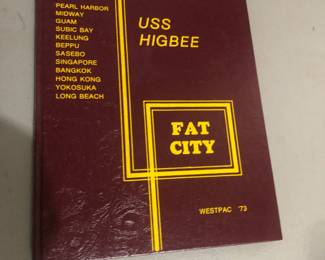 PEARL HARBOR
MIDWAY
GUAM
SUBIC BAY
KEELUNG
BEPPU
SASEBO
SINGAPORE
BANGKOK
HONG KONG
YOKOSUKA
LONG BEACH
USS
HIGBEE
FAT
CITY
WESTPAC '73